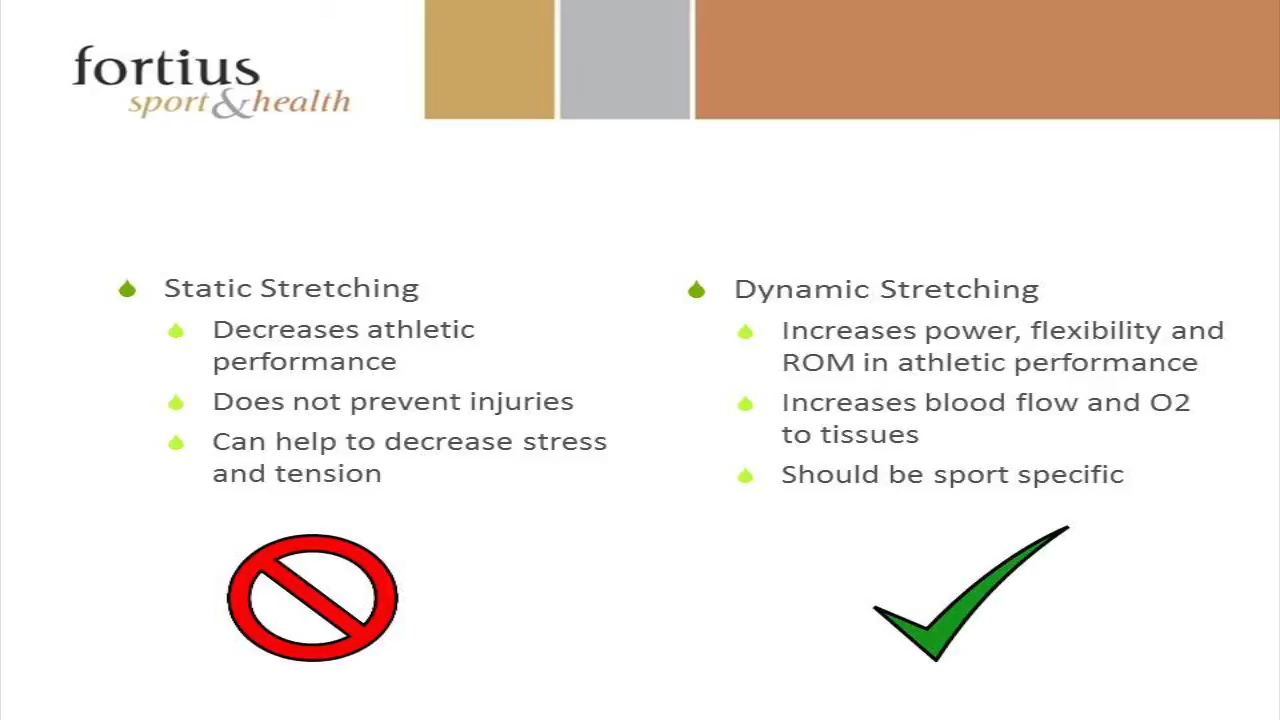 fortius
sport&health
Static Stretching
Decreases athletic
performance
Does not prevent injuries
Can help to decrease stress
and tension
Dynamic Stretching
Increases power, flexibility and
ROM in athletic performance
Increases blood flow and O2
to tissues
Should be sport specific